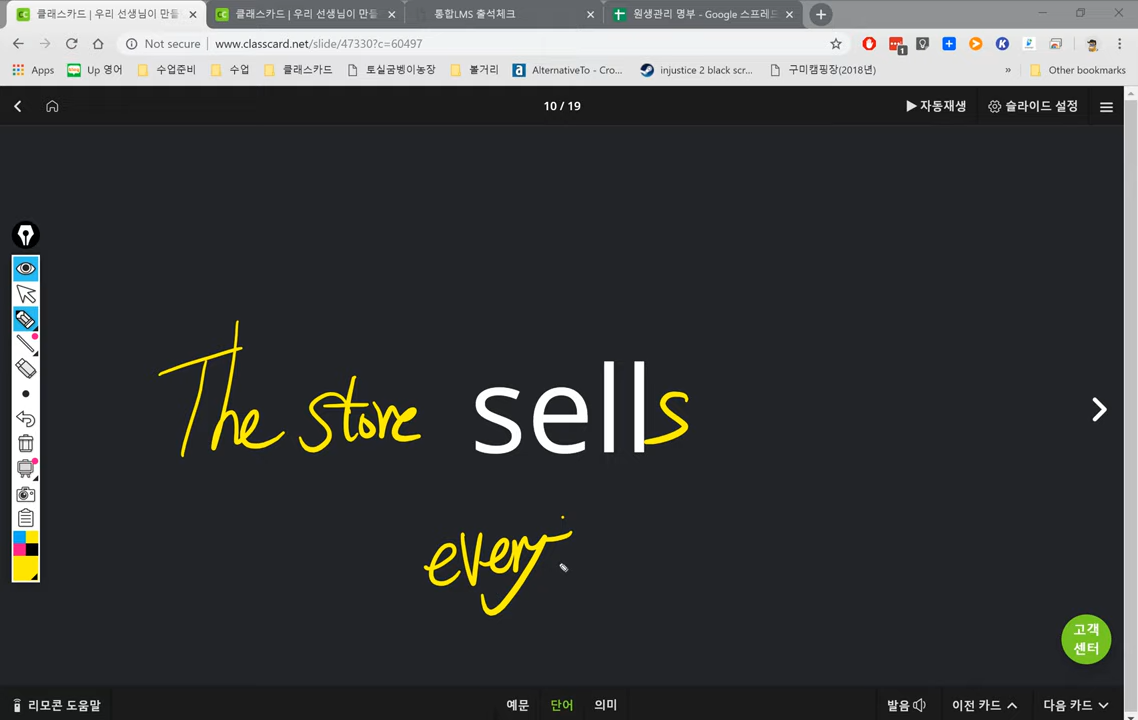 클래스카드 | 우리 선생님이 만들
클래스카드 | 우리 선생님이 만들
통합LMS 출석체크
원생관리 명부 - Google 스프레드
Not secure | www.classcard.net/slide/47330?c=60497
1
Apps Up 영어 수업준비 수업 클래스카드 토실굼벵이농장 볼거리 AlternativeTo - Cro... injustice 2 black scr... 구미캠핑장(2018년) » Other bookmarks
10 / 19 자동재생 슬라이드 설정
The store sells
every
고객
센터
리모콘 도움말 예문 단어 의미 발음 이전 카드 다음 카드